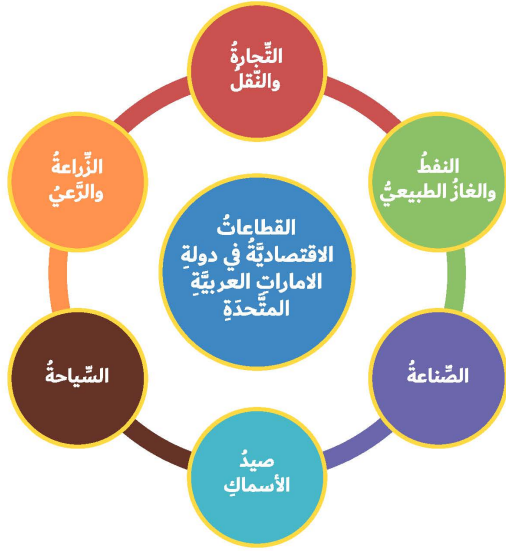 التِّجارةُ
والنّقلُ
النفطُ
والغازُ الطبيعيُّ
الصِّناعةُ
صيدُ
الأسماكِ
السِّياحةُ
الزِّراعةُ
والرَّعيُ
القطاعاتُ
الاقتصاديَّةُ في دولةِ
الاماراتِ العربيَّةِ
المتَّحدَةِ